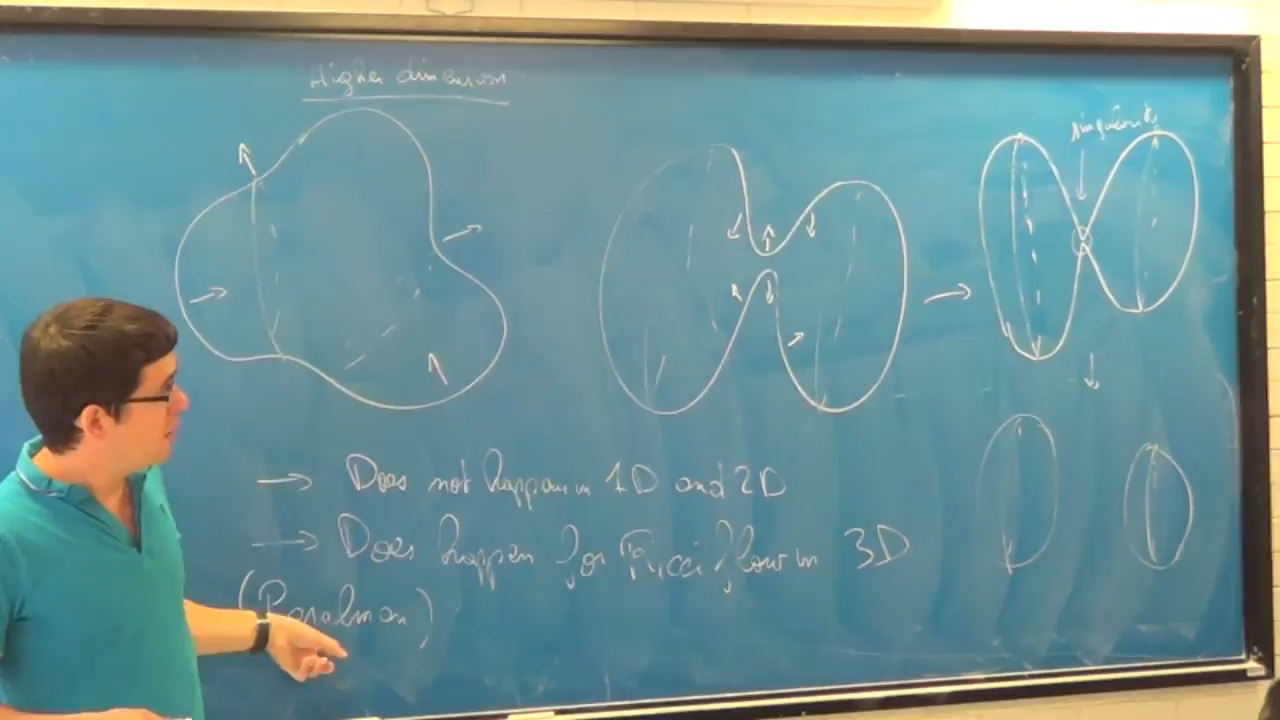 Higher dimension
singularity
→ Does not happen in 1D and 2D
→ Does happen for Ricci flow in 3D
(Perelman)